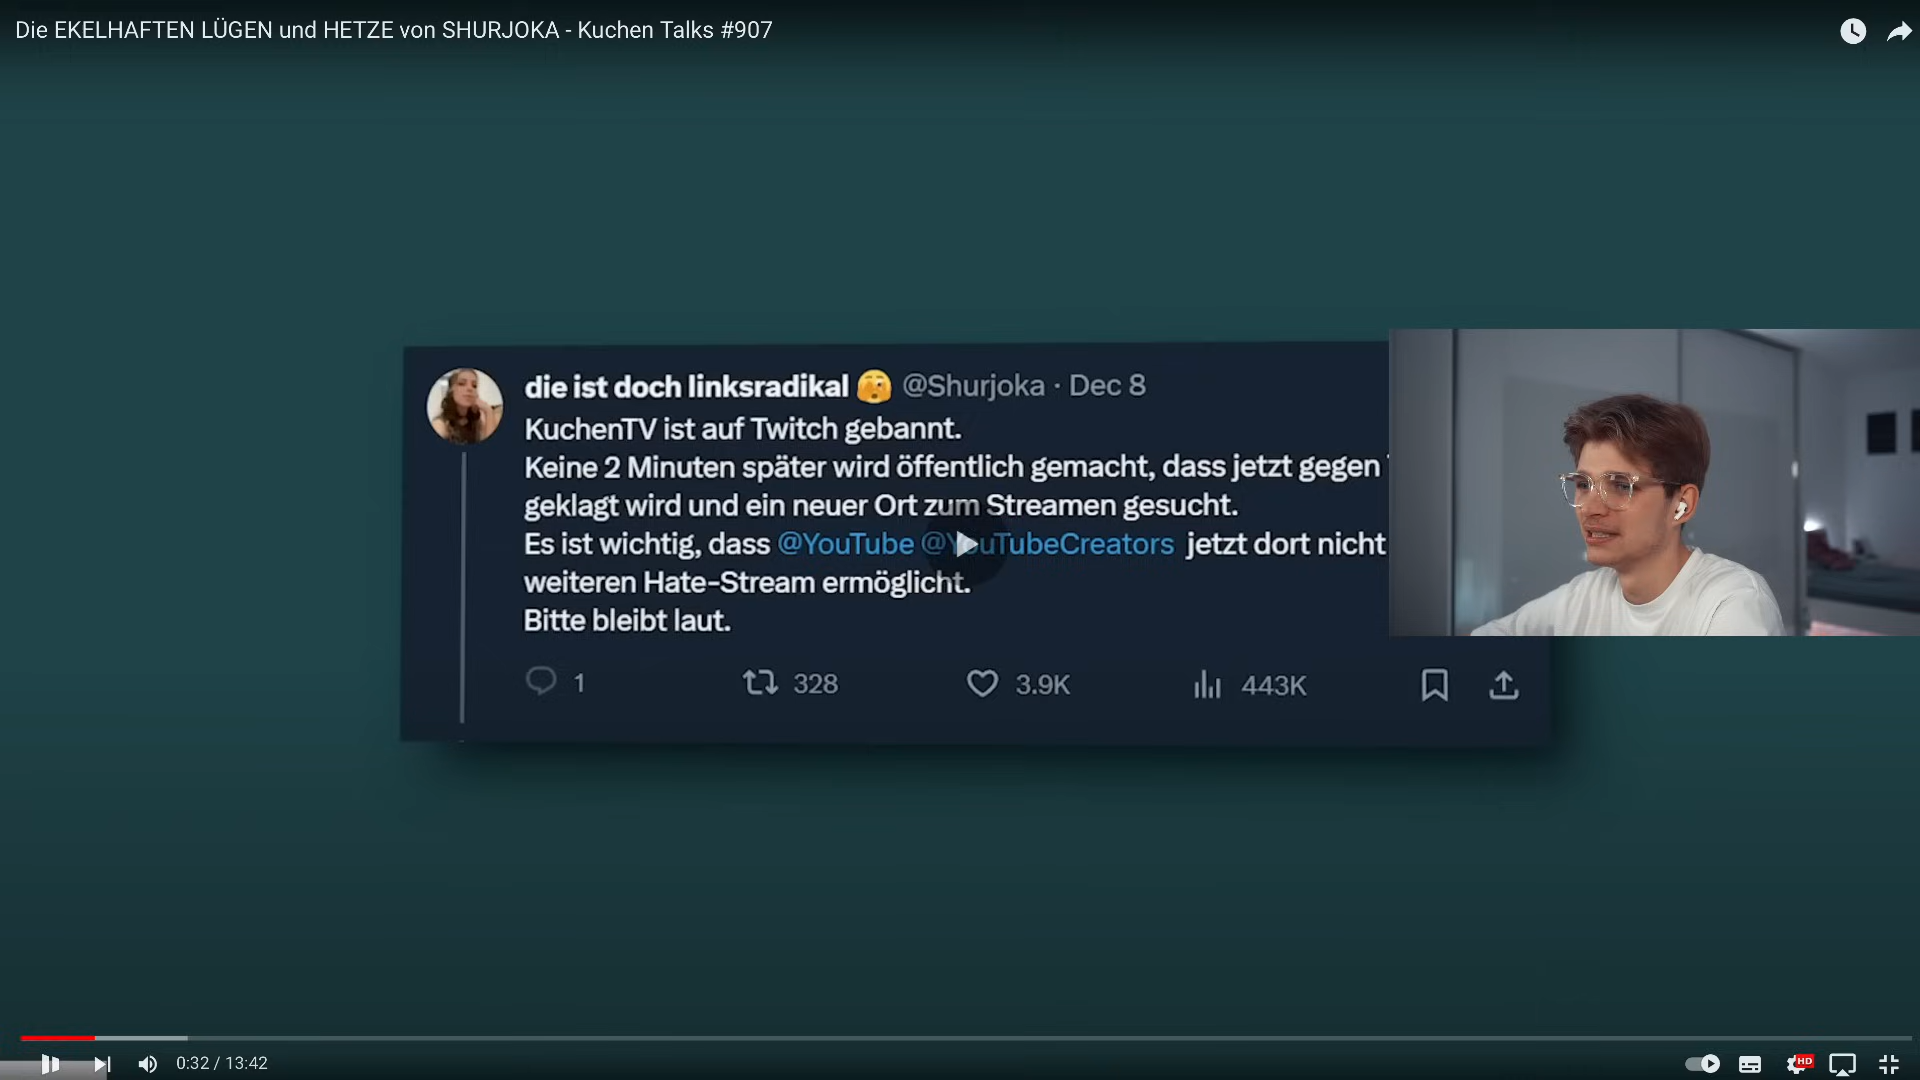 Die EKELHAFTEN LÜGEN und HETZE von SHURJOKA - Kuchen Talks #907
die ist doch linksradikal 🫣 @Shurjoka · Dec 8
KuchenTV ist auf Twitch gebannt.
Keine 2 Minuten später wird öffentlich gemacht, dass jetzt gegen
geklagt wird und ein neuer Ort zum Streamen gesucht.
Es ist wichtig, dass @YouTube @YouTubeCreators jetzt dort nicht
weiteren Hate-Stream ermöglicht.
Bitte bleibt laut.
1 328 3.9K 443K
0:32 / 13:42
HD